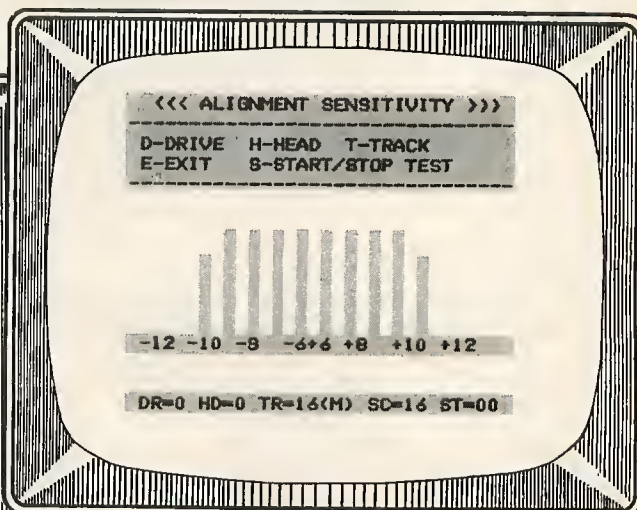 <<< ALIGNMENT SENSITIVITY >>>
D-DRIVE H-HEAD T-TRACK
E-EXIT S-START/STOP TEST
-12 -10 -8 -6+6 +8 +10 +12
DR=0 HD=0 TR=16(M) SC=16 ST=00